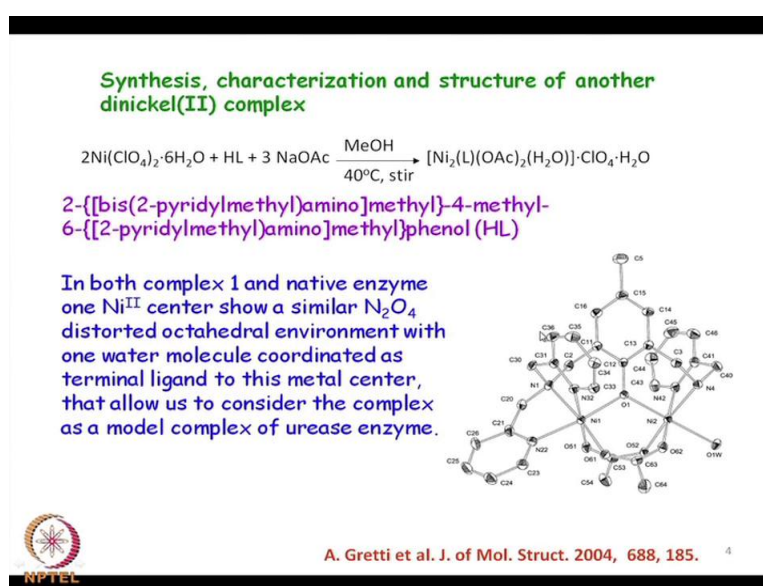 Synthesis, characterization and structure of another
dinickel(II) complex
2Ni(ClO₄)₂·6H₂O + HL + 3 NaOAc MeOH 40°C, stir [Ni₂(L)(OAc)₂(H₂O)]·ClO₄·H₂O
2-{[bis(2-pyridylmethyl)amino]methyl}-4-methyl-
6-{[2-pyridylmethyl)amino]methyl}phenol (HL)
In both complex 1 and native enzyme
one Niᴵᴵ center show a similar N₂O₄
distorted octahedral environment with
one water molecule coordinated as
terminal ligand to this metal center,
that allow us to consider the complex
as a model complex of urease enzyme.
C5
C15
C16
C14
C36
C35
C45
C46
C11
C13
C30
C31
C2
C12
C44
C3
C41
C34
C43
C40
N1
C33
N32
N42
N4
C20
O1
C21
Ni1
Ni2
C26
N22
O51
O52
O62
O1W
O61
C25
C23
C53
C63
C24
C54
C64
A. Gretti et al. J. of Mol. Struct. 2004, 688, 185.
4
NPTEL